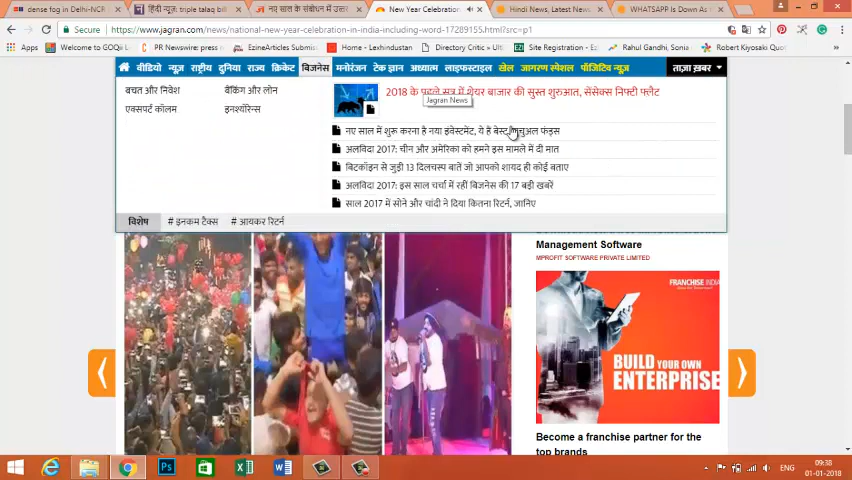 dense fog in Delhi-NCR
हिंदी न्यूज़: triple talaq bill
नए साल के संबोधन में उत्तर
New Year Celebration
Hindi News, Latest
WHATSAPP Is Down As
Secure
https://www.jagran.com/news/national-new-year-celebration-in-india-including-word-17289155.html?src=p1
Bookmarks
Welcome to GOQii
PR Newswire: press
EzineArticles Submiss
Home - Lexhindustan
Directory Critic » Utl
Site Registration - Ex
Rahul Gandhi, Sonia
Robert Kiyosaki Quot
वीडियो न्यूज़ राष्ट्रीय दुनिया राज्य क्रिकेट बिजनेस मनोरंजन टेक ज्ञान अध्यात्म लाइफस्टाइल खेल जागरण स्पेशल पॉजिटिव न्यूज़ ताज़ा ख़बर
बचत और निवेश
बैंकिंग और लोन
एक्सपर्ट कॉलम
इनश्योरेंस
2018 के पहले सत्र में शेयर बाजार की सुस्त शुरुआत, सेंसेक्स निफ्टी फ्लैट
Jagran News
नए साल में शुरू करना है नया इंवेस्टमेंट, ये हैं बेस्ट म्युचुअल फंड्स
अलविदा 2017: चीन और अमेरिका को हमने इस मामले में दी मात
बिटकॉइन से जुड़ी 13 दिलचस्प बातें जो आपको शायद ही कोई बताए
अलविदा 2017: इस साल चर्चा में रहीं बिजनेस की 17 बड़ी खबरें
साल 2017 में सोने और चांदी ने दिया कितना रिटर्न, जानिए
विशेष # इनकम टैक्स # आयकर रिटर्न
Management Software
MPROFIT SOFTWARE PRIVATE LIMITED
FRANCHISE INDIA
BUILD YOUR OWN
ENTERPRISE
Become a franchise partner for the
top brands
ENG
09:38
01-01-2018